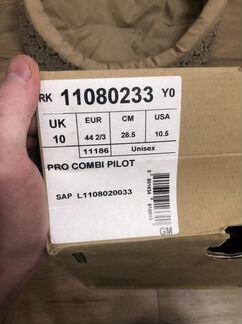 RK 11080233 Y0
UK EUR CM USA
10 44 2/3 28.5 10.5
11186 Unisex
PRO COMBI PILOT
SAP L1108020033
GM